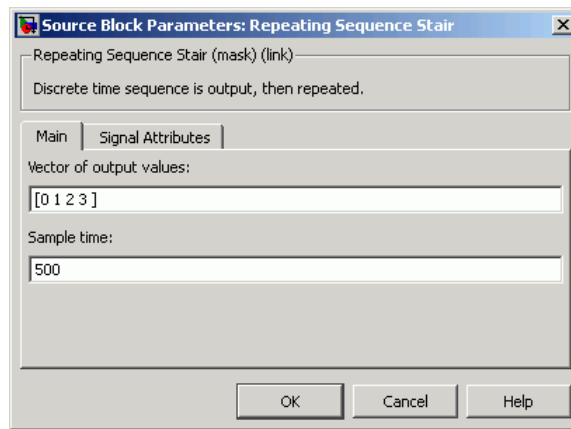 Source Block Parameters: Repeating Sequence Stair
Repeating Sequence Stair (mask) (link)
Discrete time sequence is output, then repeated.
Main Signal Attributes
Vector of output values:
[0 1 2 3 ]
Sample time:
500
OK Cancel Help